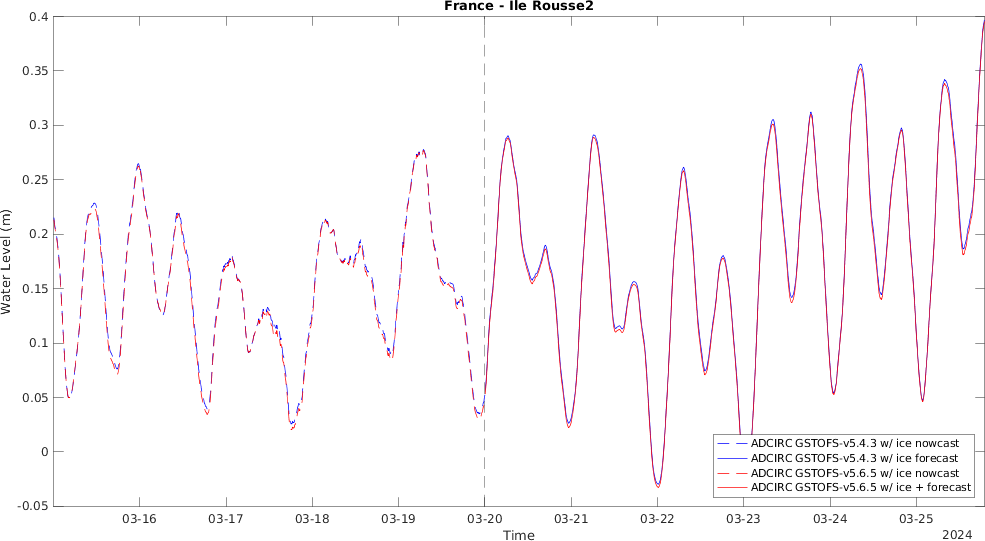 France - Ile Rousse2
0.4
0.35
0.3
0.25
0.2
0.15
0.1
0.05
0
-0.05
Water Level (m)
03-16 03-17 03-18 03-19 03-20 03-21 03-22 03-23 03-24 03-25
Time
2024
ADCIRC GSTOFS-v5.4.3 w/ ice nowcast
ADCIRC GSTOFS-v5.4.3 w/ ice forecast
ADCIRC GSTOFS-v5.6.5 w/ ice nowcast
ADCIRC GSTOFS-v5.6.5 w/ ice + forecast